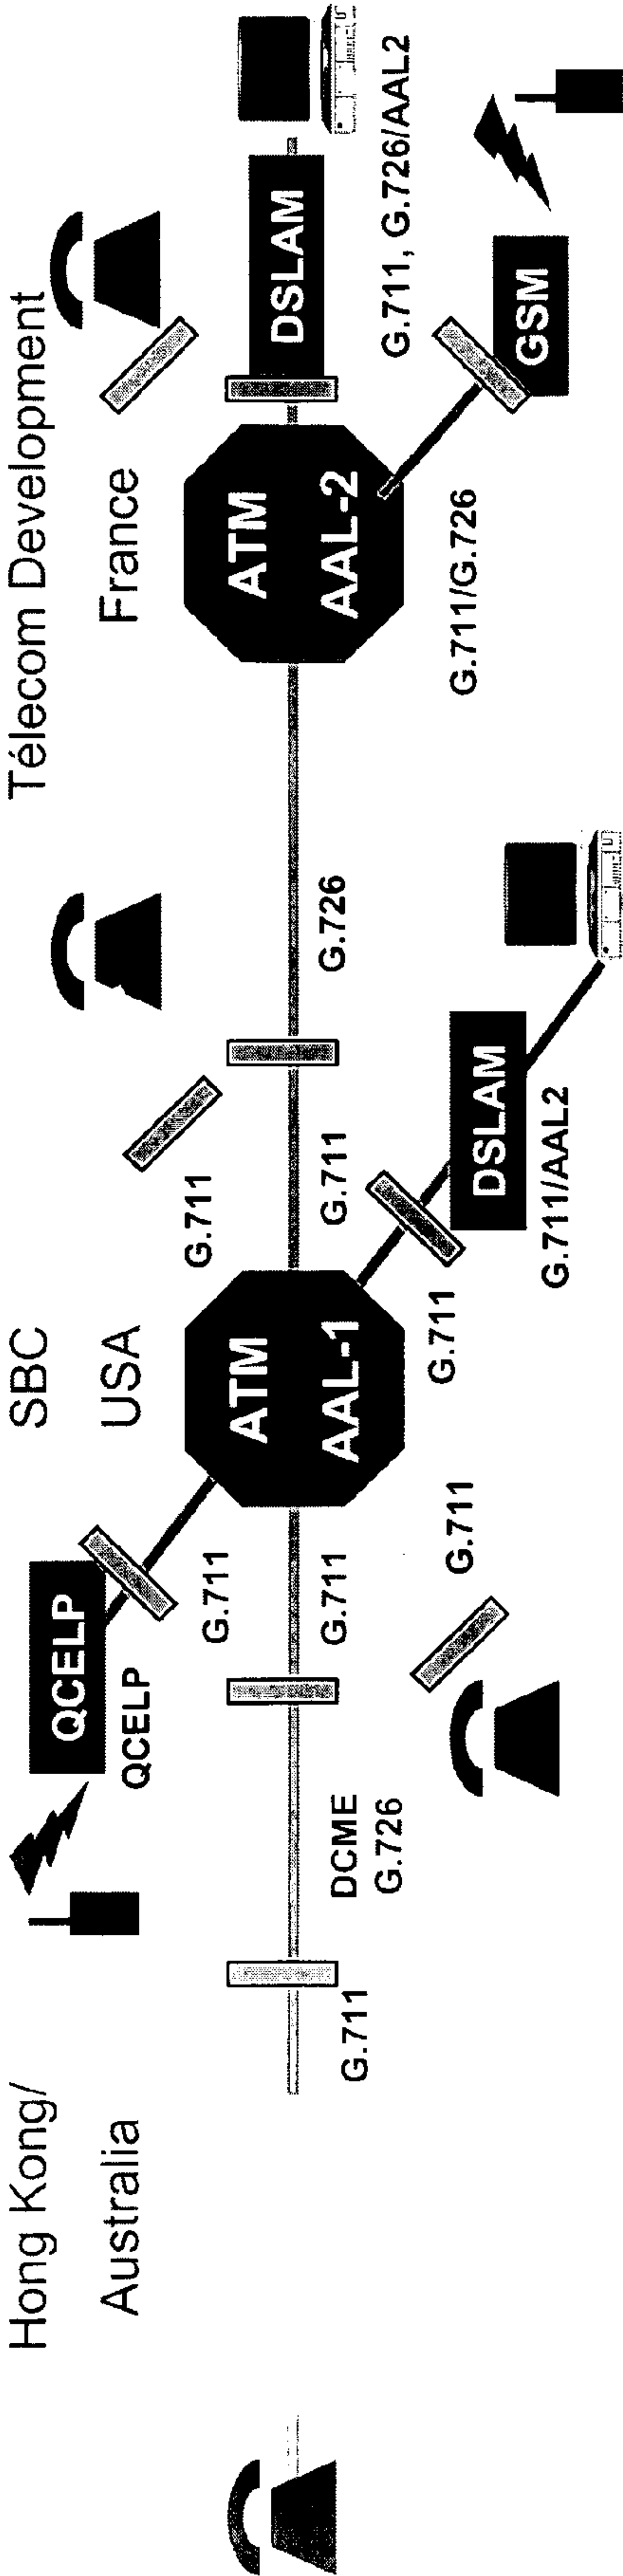 Hong Kong/
Australia
SBC
USA
Télecom Development
France
QCELP
QCELP
G.711
G.711
DCME
G.726
G.711
G.711
ATM
AAL-1
G.711
G.711
G.711
DSLAM
G.711/AAL2
G.726
ATM
AAL-2
G.711/G.726
DSLAM
G.711, G.726/AAL2
GSM